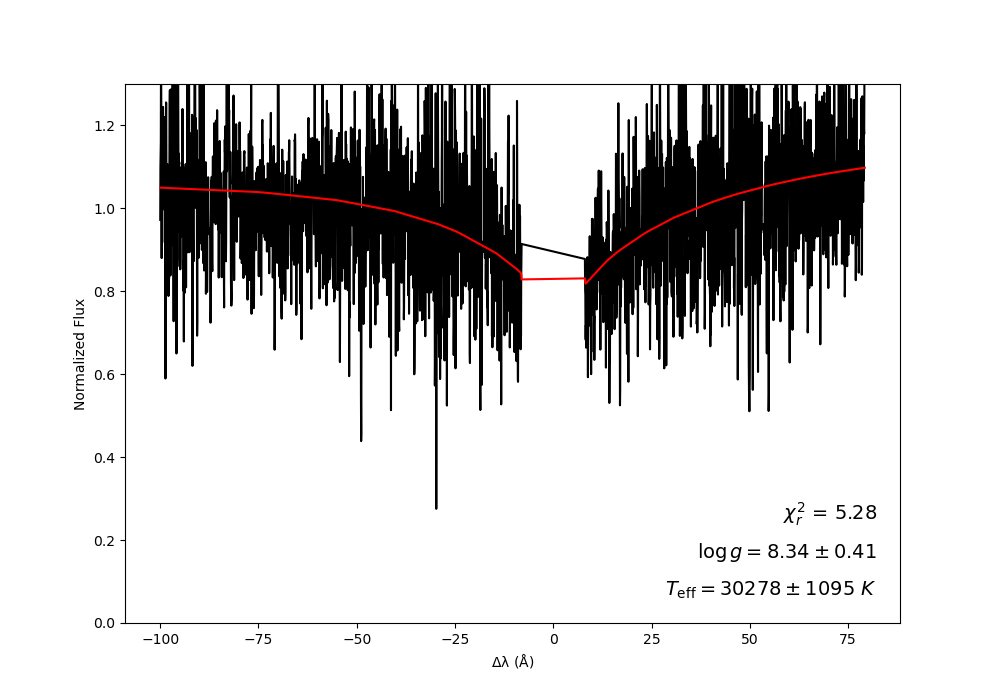 1.2
1.0
0.8
0.6
0.4
0.2
0.0
Normalized Flux
χ²ᵣ = 5.28
log g = 8.34 ± 0.41
T_eff = 30278 ± 1095 K
−100 −75 −50 −25 0 25 50 75
Δλ (Å)